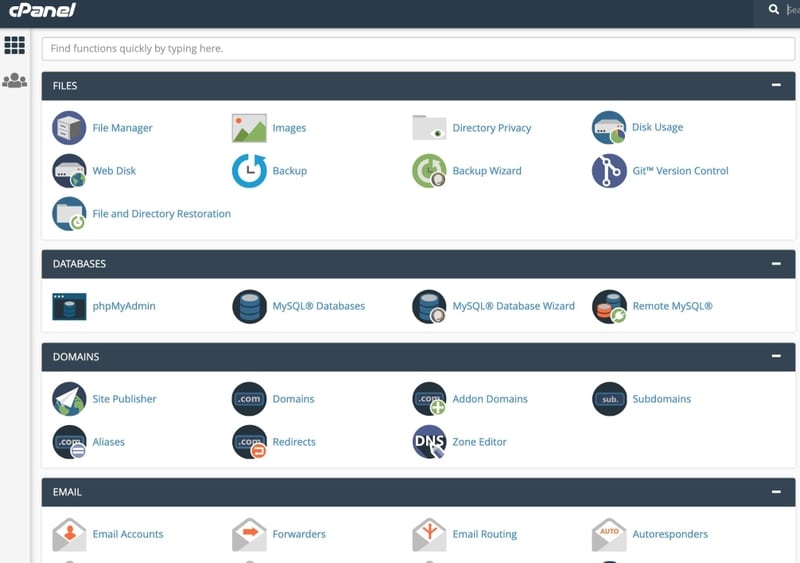 cPanel
Find functions quickly by typing here.
FILES
File Manager
Images
Directory Privacy
Disk Usage
Web Disk
Backup
Backup Wizard
Git™ Version Control
File and Directory Restoration
DATABASES
phpMyAdmin
MySQL® Databases
MySQL® Database Wizard
Remote MySQL®
DOMAINS
Site Publisher
.com
Domains
.com
Addon Domains
sub.
Subdomains
.com
Aliases
.com
Redirects
DNS
Zone Editor
EMAIL
Email Accounts
Forwarders
Email Routing
AUTO
Autoresponders